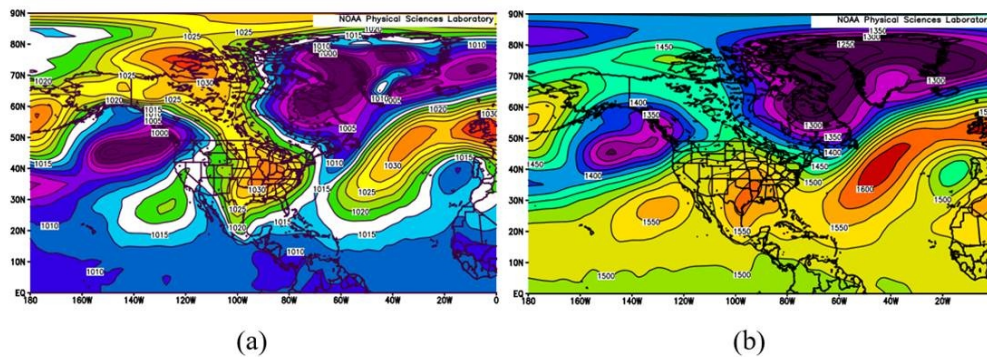 NOAA Physical Sciences Laboratory
90N
80N
70N
60N
50N
40N
30N
20N
10N
EQ
180
160W
140W
120W
100W
80W
60W
40W
20W
0
1025
1015
1010
1020
1025
1030
1025
1020
1015
1010
1005
1000
1005
1010
1030
1015
1015
1030
1025
1020
1030
1025
1020
1015
1015
1015
1010
1010
1010
(a)
NOAA Physical Sciences Laborator
90N
80N
70N
60N
50N
40N
30N
20N
10N
EQ
180
160W
140W
120W
100W
80W
60W
40W
20W
1350
1300
1250
1450
1300
1400
1350
1300
1350
1400
1450
1400
1500
1600
1550
1550
1550
1500
1500
(b)